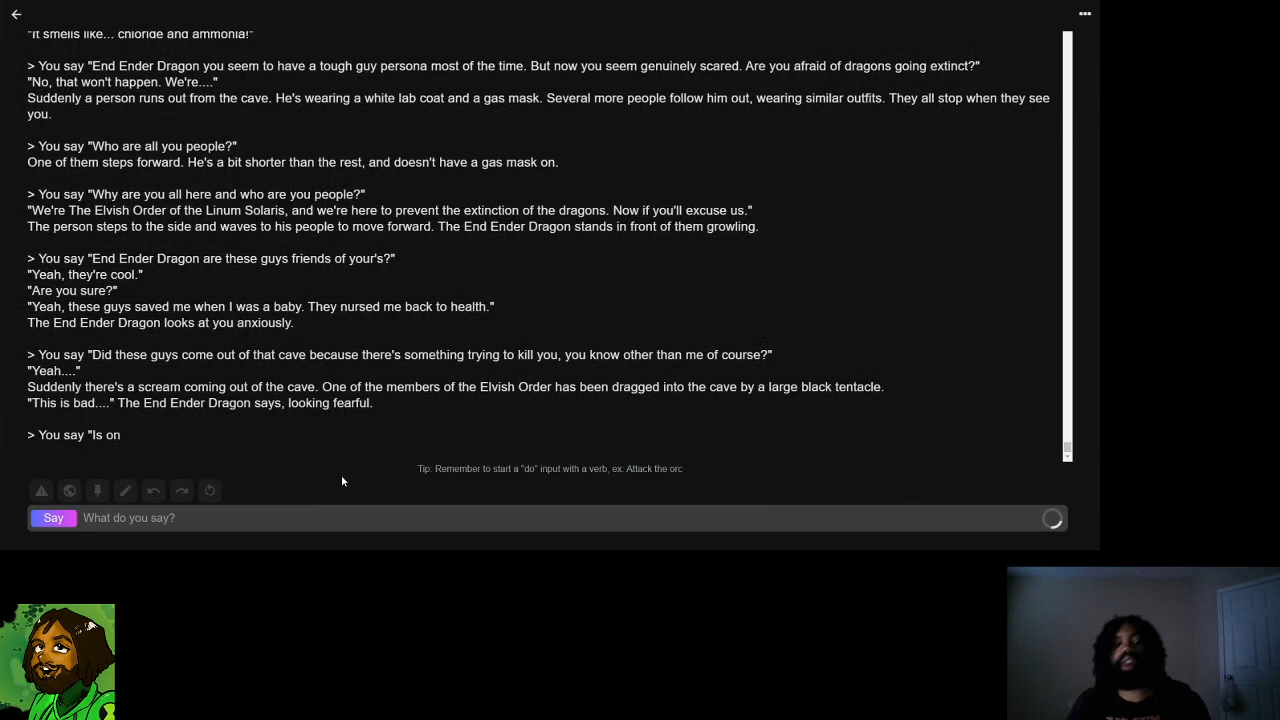 "It smells like... chloride and ammonia!"
> You say "End Ender Dragon you seem to have a tough guy persona most of the time. But now you seem genuinely scared. Are you afraid of dragons going extinct?"
"No, that won't happen. We're...."
Suddenly a person runs out from the cave. He's wearing a white lab coat and a gas mask. Several more people follow him out, wearing similar outfits. They all stop when they see
you.
> You say "Who are all you people?"
One of them steps forward. He's a bit shorter than the rest, and doesn't have a gas mask on.
> You say "Why are you all here and who are you people?"
"We're The Elvish Order of the Linum Solaris, and we're here to prevent the extinction of the dragons. Now if you'll excuse us."
The person steps to the side and waves to his people to move forward. The End Ender Dragon stands in front of them growling.
> You say "End Ender Dragon are these guys friends of your's?"
"Yeah, they're cool."
"Are you sure?"
"Yeah, these guys saved me when I was a baby. They nursed me back to health."
The End Ender Dragon looks at you anxiously.
> You say "Did these guys come out of that cave because there's something trying to kill you, you know other than me of course?"
"Yeah...."
Suddenly there's a scream coming out of the cave. One of the members of the Elvish Order has been dragged into the cave by a large black tentacle.
"This is bad...." The End Ender Dragon says, looking fearful.
> You say "Is on
Tip: Remember to start a "do" input with a verb, ex: Attack the orc
Say What do you say?